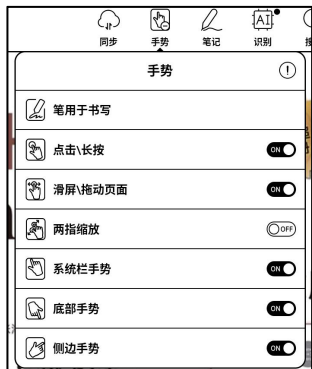 同步 手势 笔记 识别
手势
笔用于书写
点击\长按 ON
滑屏\拖动页面 ON
两指缩放 OFF
系统栏手势 ON
底部手势 ON
侧边手势 ON